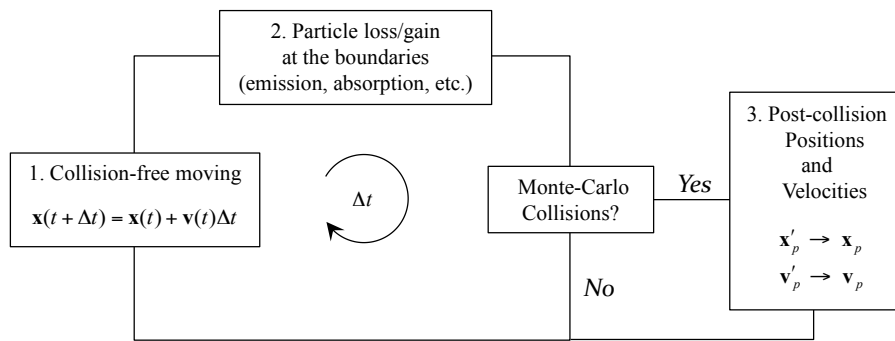 2. Particle loss/gain
at the boundaries
(emission, absorption, etc.)
1. Collision-free moving
x(t + Δt) = x(t) + v(t)Δt
Δt
Monte-Carlo
Collisions?
Yes
No
3. Post-collision
Positions
and
Velocities
x′p → xp
v′p → vp